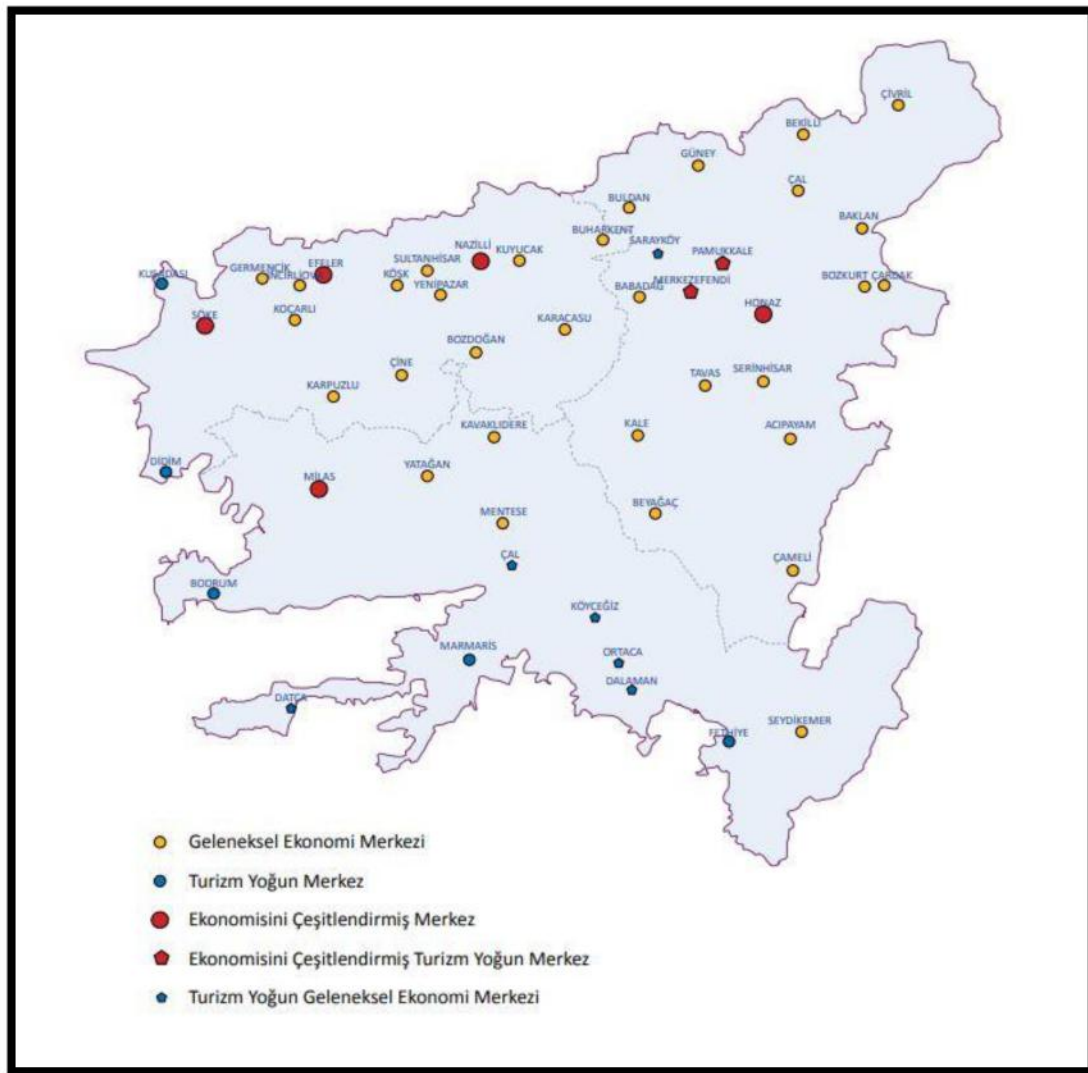 ÇİVRİL
BEKİLLİ
GÜNEY
ÇAL
BULDAN
BAKLAN
BUHARKENT
SARAYKÖY
PAMUKKALE
NAZİLLİ
KUYUCAK
SULTANHİSAR
EFELER
GERMENCİK
KUŞADASI
KÖŞK
YENİPAZAR
BABADAĞ
MERKEZEFENDİ
BOZKURT
ÇARDAK
HONAZ
SÖKE
KOÇARLI
KARACASU
BOZDOĞAN
ÇİNE
TAVAS
SERİNHİSAR
KARPUZLU
KAVAKLIDERE
KALE
ACIPAYAM
DİDİM
MİLAS
YATAĞAN
BEYAĞAÇ
MENTESE
ÇAL
ÇAMELİ
BODRUM
KÖYCEĞİZ
MARMARİS
ORTACA
DALAMAN
DATÇA
SEYDİKEMER
FETHİYE
Geleneksel Ekonomi Merkezi
Turizm Yoğun Merkez
Ekonomisini Çeşitlendirmiş Merkez
Ekonomisini Çeşitlendirmiş Turizm Yoğun Merkez
Turizm Yoğun Geleneksel Ekonomi Merkezi